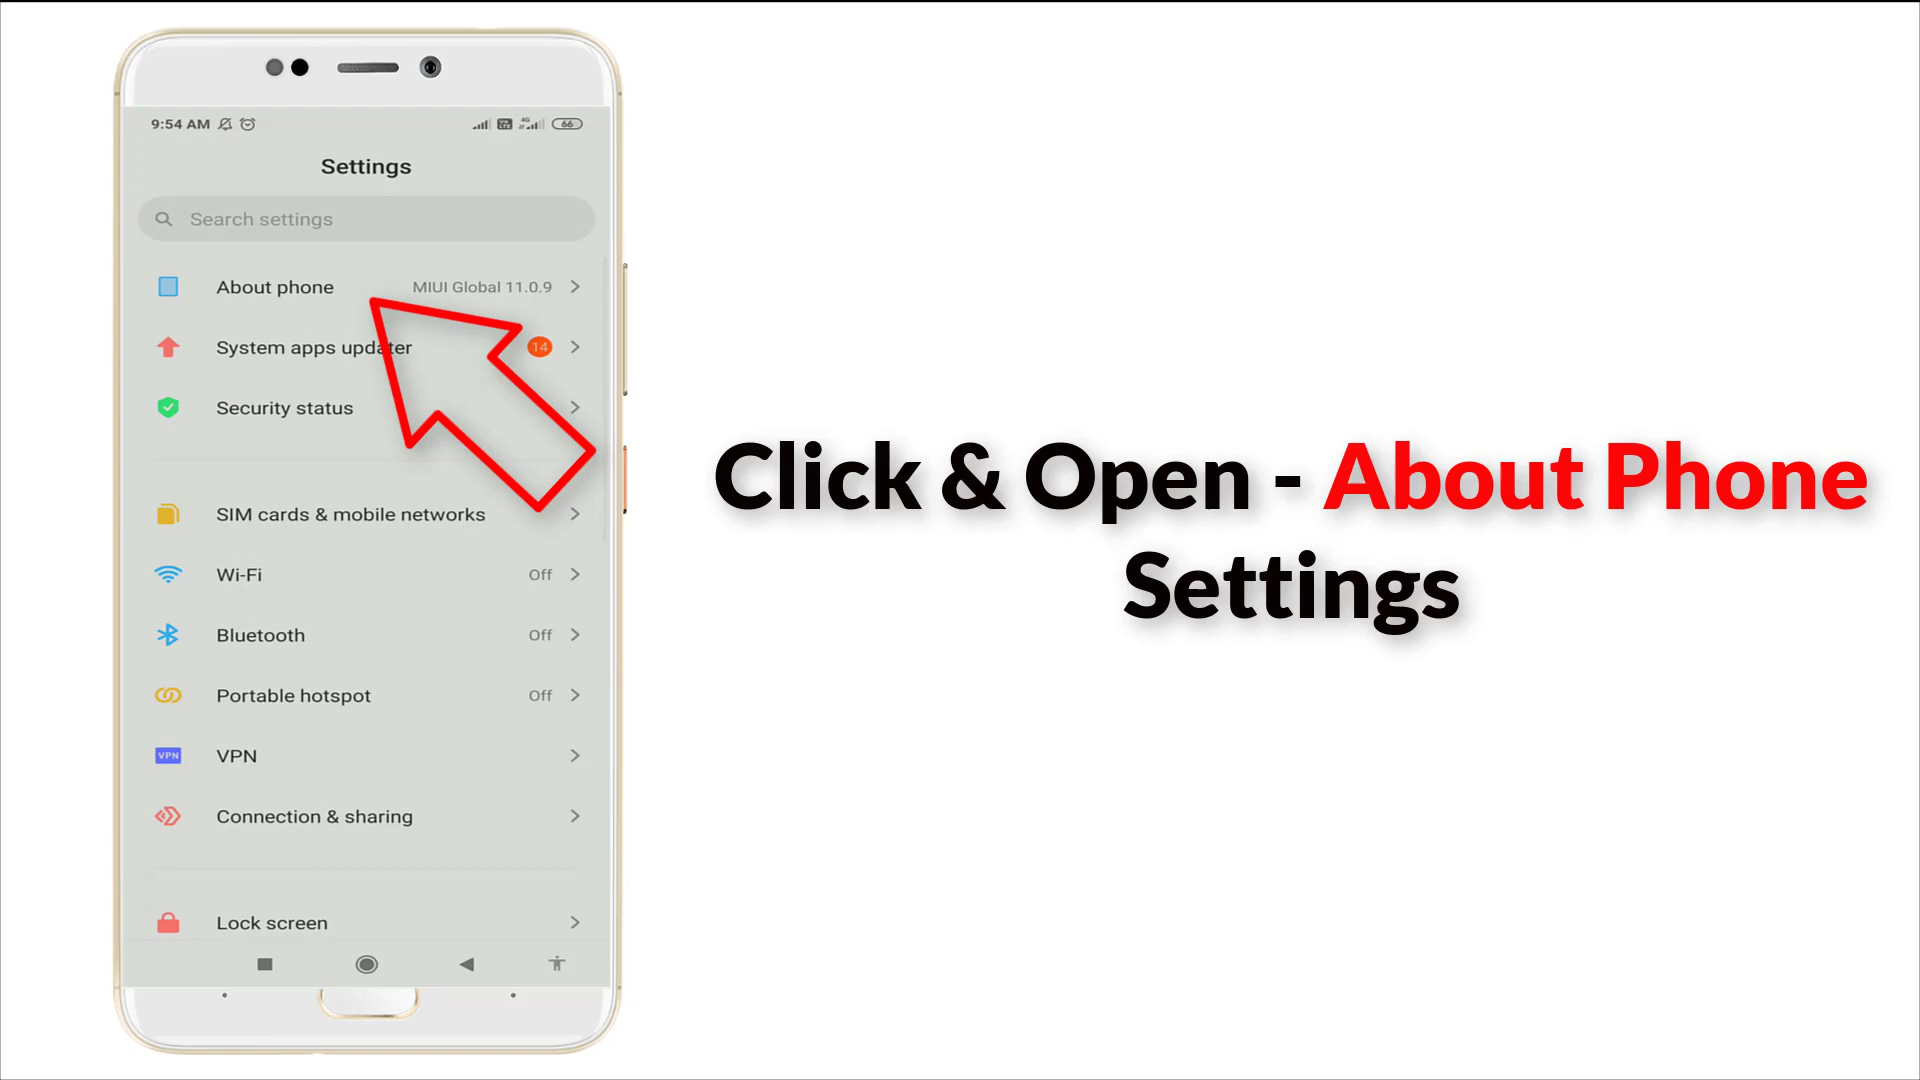 9:54 AM 4G 66
Settings
Search settings
About phone MIUI Global 11.0.9
System apps updater 14
Security status
SIM cards & mobile networks
Wi-Fi Off
Bluetooth Off
Portable hotspot Off
VPN VPN
Connection & sharing
Lock screen
Click & Open - About Phone
Settings